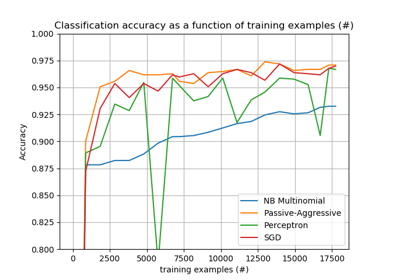 Classification accuracy as a function of training examples (#)
1.000
0.975
0.950
0.925
0.900
0.875
0.850
0.825
0.800
Accuracy
NB Multinomial
Passive-Aggressive
Perceptron
SGD
0 2500 5000 7500 10000 12500 15000 17500
training examples (#)